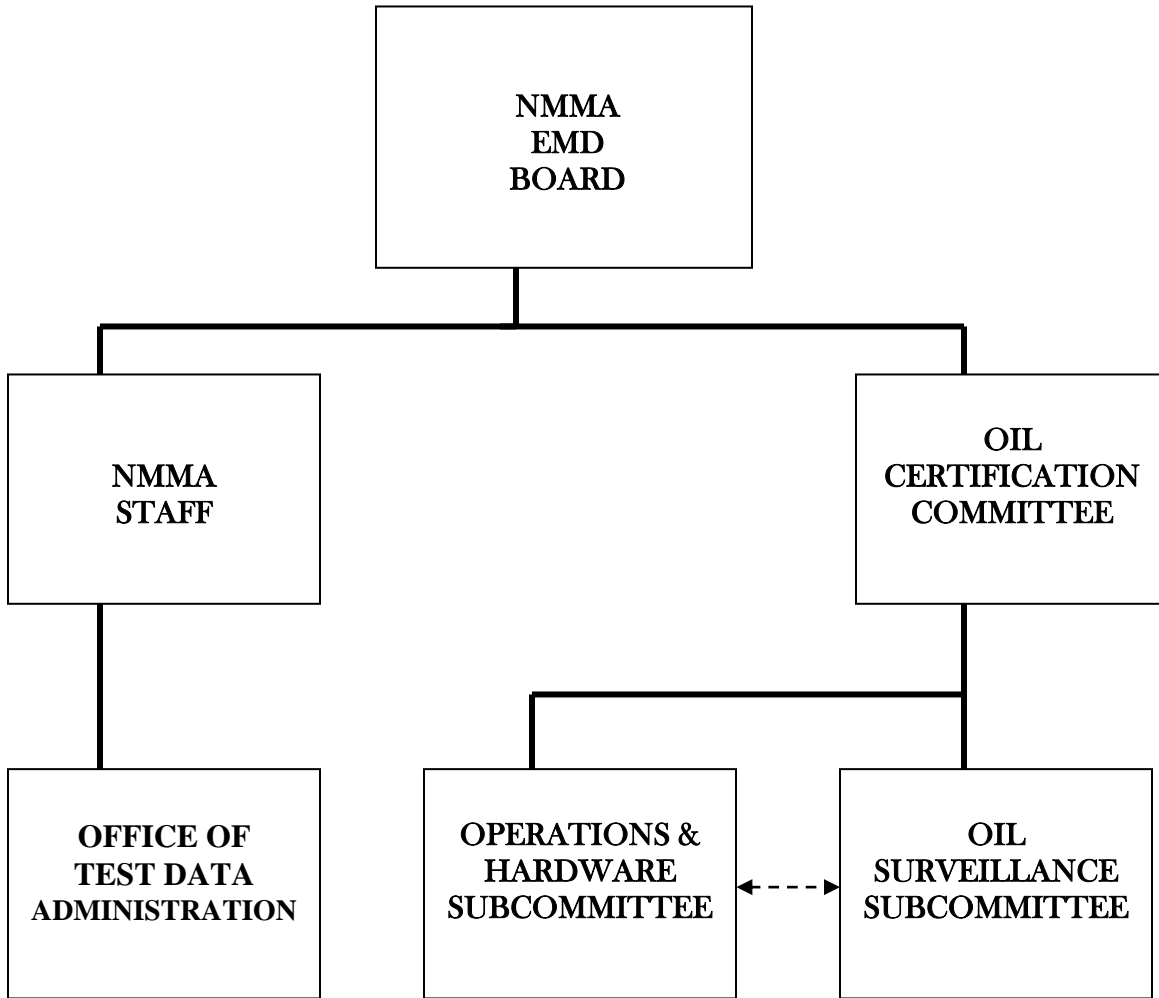 NMMA
EMD
BOARD
NMMA
STAFF
OIL
CERTIFICATION
COMMITTEE
OFFICE OF
TEST DATA
ADMINISTRATION
OPERATIONS &
HARDWARE
SUBCOMMITTEE
OIL
SURVEILLANCE
SUBCOMMITTEE